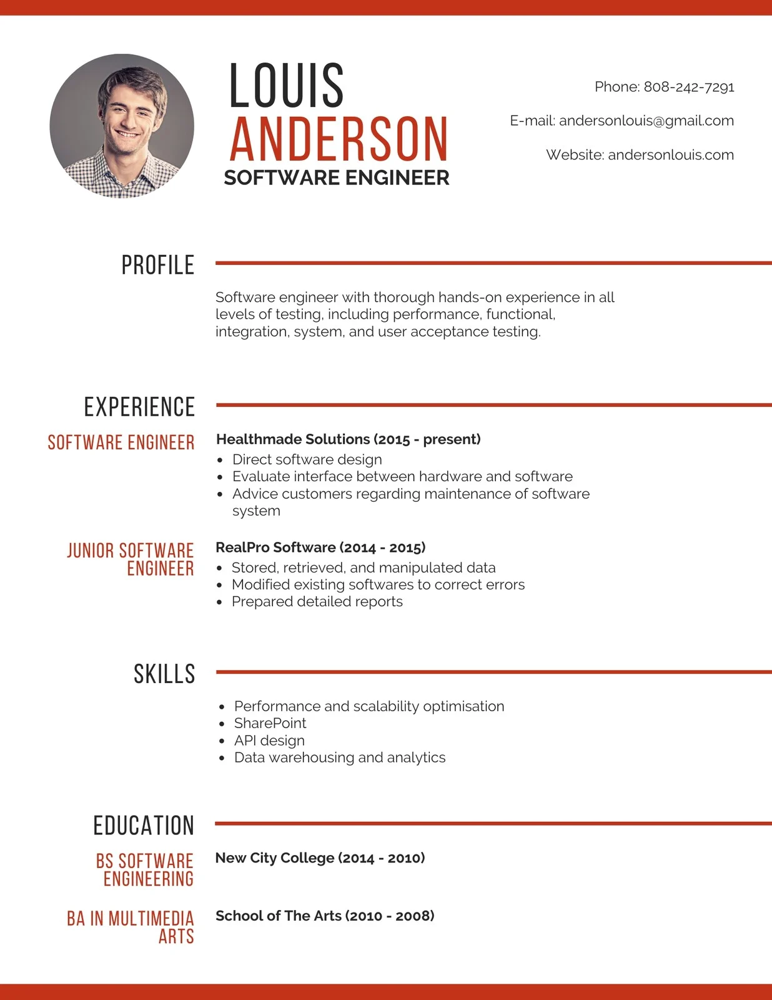 LOUIS
ANDERSON
SOFTWARE ENGINEER
Phone: 808-242-7291
E-mail: andersonlouis@gmail.com
Website: andersonlouis.com
PROFILE
Software engineer with thorough hands-on experience in all
levels of testing, including performance, functional,
integration, system, and user acceptance testing.
EXPERIENCE
SOFTWARE ENGINEER
Healthmade Solutions (2015 - present)
• Direct software design
• Evaluate interface between hardware and software
• Advice customers regarding maintenance of software
system
JUNIOR SOFTWARE
ENGINEER
RealPro Software (2014 - 2015)
• Stored, retrieved, and manipulated data
• Modified existing softwares to correct errors
• Prepared detailed reports
SKILLS
• Performance and scalability optimisation
• SharePoint
• API design
• Data warehousing and analytics
EDUCATION
BS SOFTWARE
ENGINEERING
New City College (2014 - 2010)
BA IN MULTIMEDIA
ARTS
School of The Arts (2010 - 2008)